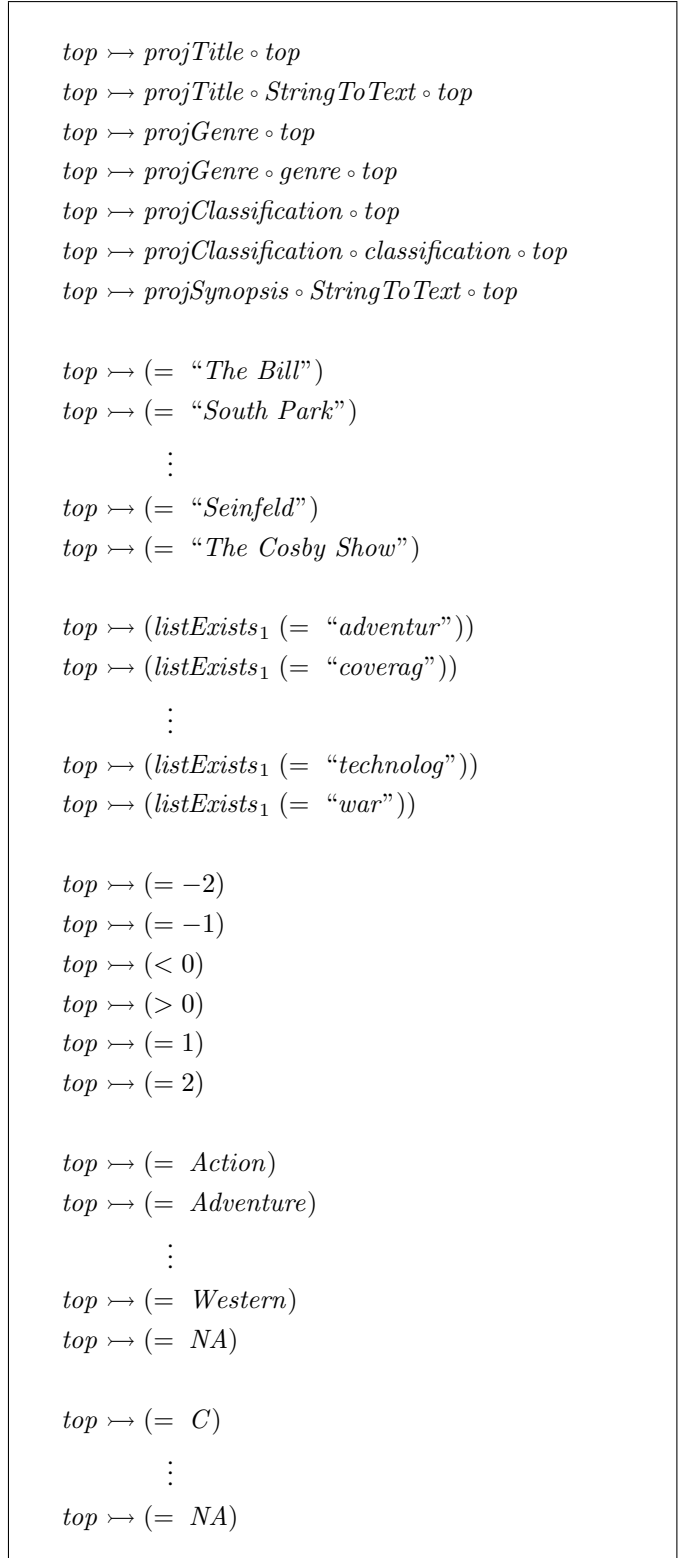 top ↣ projTitle ∘ top
top ↣ projTitle ∘ StringToText ∘ top
top ↣ projGenre ∘ top
top ↣ projGenre ∘ genre ∘ top
top ↣ projClassification ∘ top
top ↣ projClassification ∘ classification ∘ top
top ↣ projSynopsis ∘ StringToText ∘ top
top ↣ (= “The Bill”)
top ↣ (= “South Park”)
⋮
top ↣ (= “Seinfeld”)
top ↣ (= “The Cosby Show”)
top ↣ (listExists₁ (= “adventur”))
top ↣ (listExists₁ (= “coverag”))
⋮
top ↣ (listExists₁ (= “technolog”))
top ↣ (listExists₁ (= “war”))
top ↣ (= −2)
top ↣ (= −1)
top ↣ (< 0)
top ↣ (> 0)
top ↣ (= 1)
top ↣ (= 2)
top ↣ (= Action)
top ↣ (= Adventure)
⋮
top ↣ (= Western)
top ↣ (= NA)
top ↣ (= C)
⋮
top ↣ (= NA)